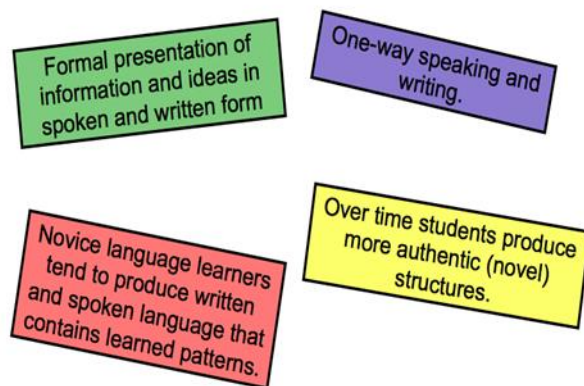 Formal presentation of
information and ideas in
spoken and written form
One-way speaking and
writing.
Novice language learners
tend to produce written
and spoken language that
contains learned patterns.
Over time students produce
more authentic (novel)
structures.